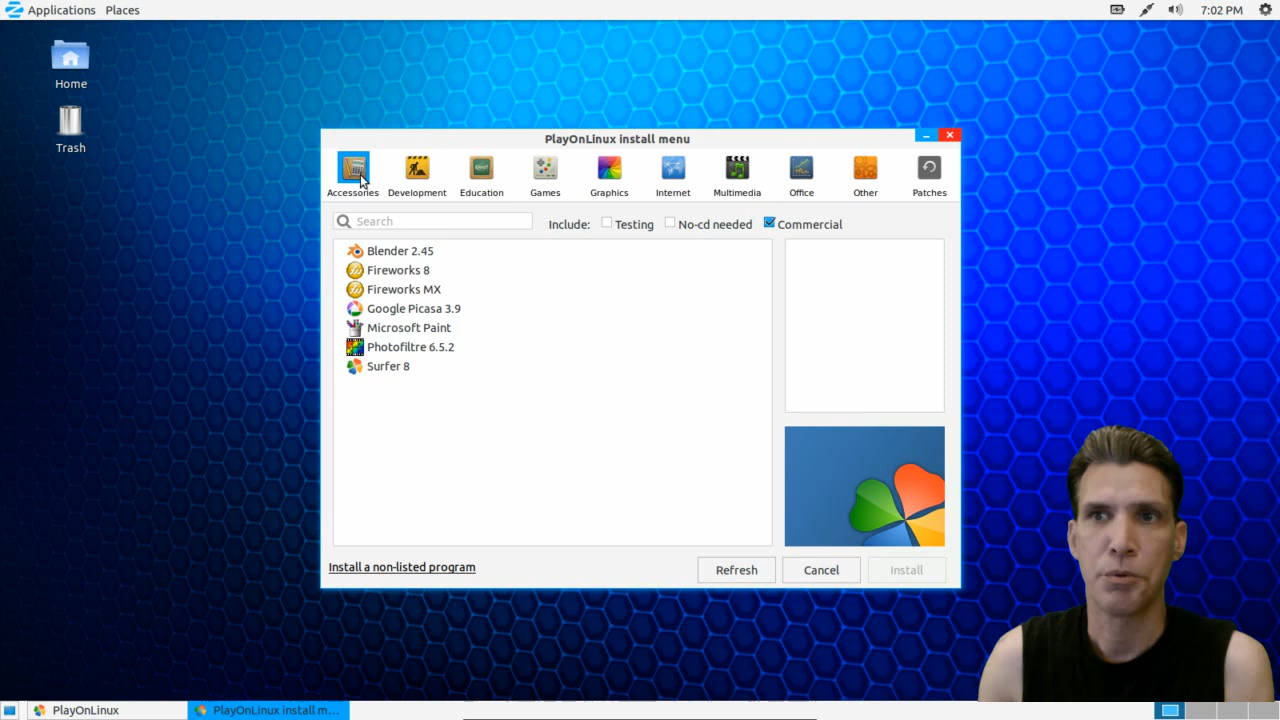 Applications Places 7:02 PM
Home
Trash
PlayOnLinux install menu
Accessories Development Education Games Graphics Internet Multimedia Office Other Patches
Search Include: Testing No-cd needed Commercial
Blender 2.45
Fireworks 8
Fireworks MX
Google Picasa 3.9
Microsoft Paint
Photofiltre 6.5.2
Surfer 8
Install a non-listed program Refresh Cancel Install
PlayOnLinux PlayOnLinux install m...